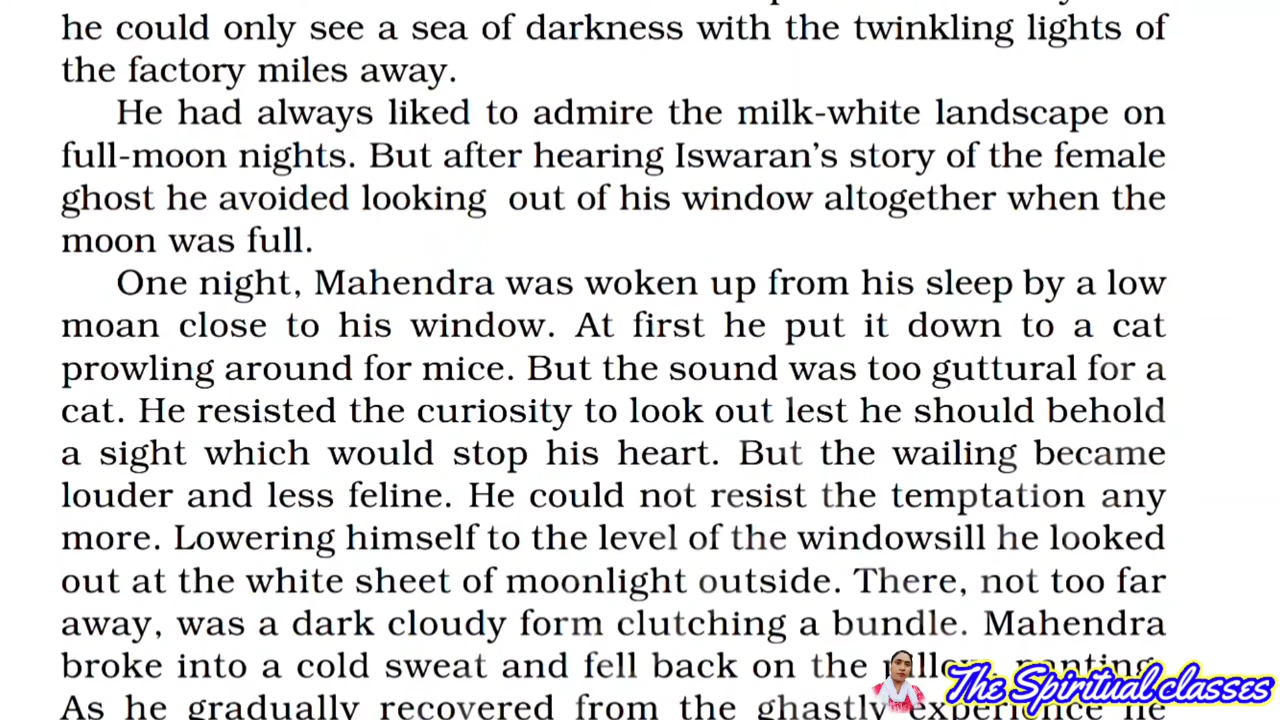 he could only see a sea of darkness with the twinkling lights of
the factory miles away.
He had always liked to admire the milk-white landscape on
full-moon nights. But after hearing Iswaran's story of the female
ghost he avoided looking out of his window altogether when the
moon was full.
One night, Mahendra was woken up from his sleep by a low
moan close to his window. At first he put it down to a cat
prowling around for mice. But the sound was too guttural for a
cat. He resisted the curiosity to look out lest he should behold
a sight which would stop his heart. But the wailing became
louder and less feline. He could not resist the temptation any
more. Lowering himself to the level of the windowsill he looked
out at the white sheet of moonlight outside. There, not too far
away, was a dark cloudy form clutching a bundle. Mahendra
broke into a cold sweat and fell back on the
As he gradually recovered from the ghastly experience he
The Spiritual classes